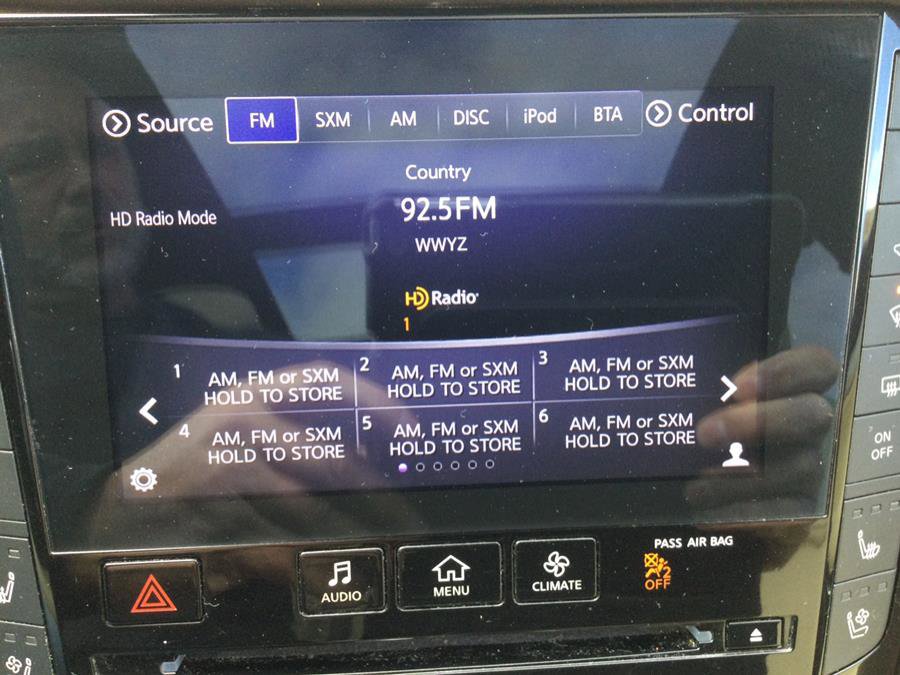 Source FM SXM AM DISC iPod BTA Control
Country
92.5FM
HD Radio Mode
WWYZ
HD Radio
1
1 AM, FM or SXM
HOLD TO STORE
2 AM, FM or SXM
HOLD TO STORE
3 AM, FM or SXM
HOLD TO STORE
4 AM, FM or SXM
HOLD TO STORE
5 AM, FM or SXM
HOLD TO STORE
6 AM, FM or SXM
HOLD TO STORE
ON
OFF
AUDIO
MENU
CLIMATE
PASS AIR BAG
OFF